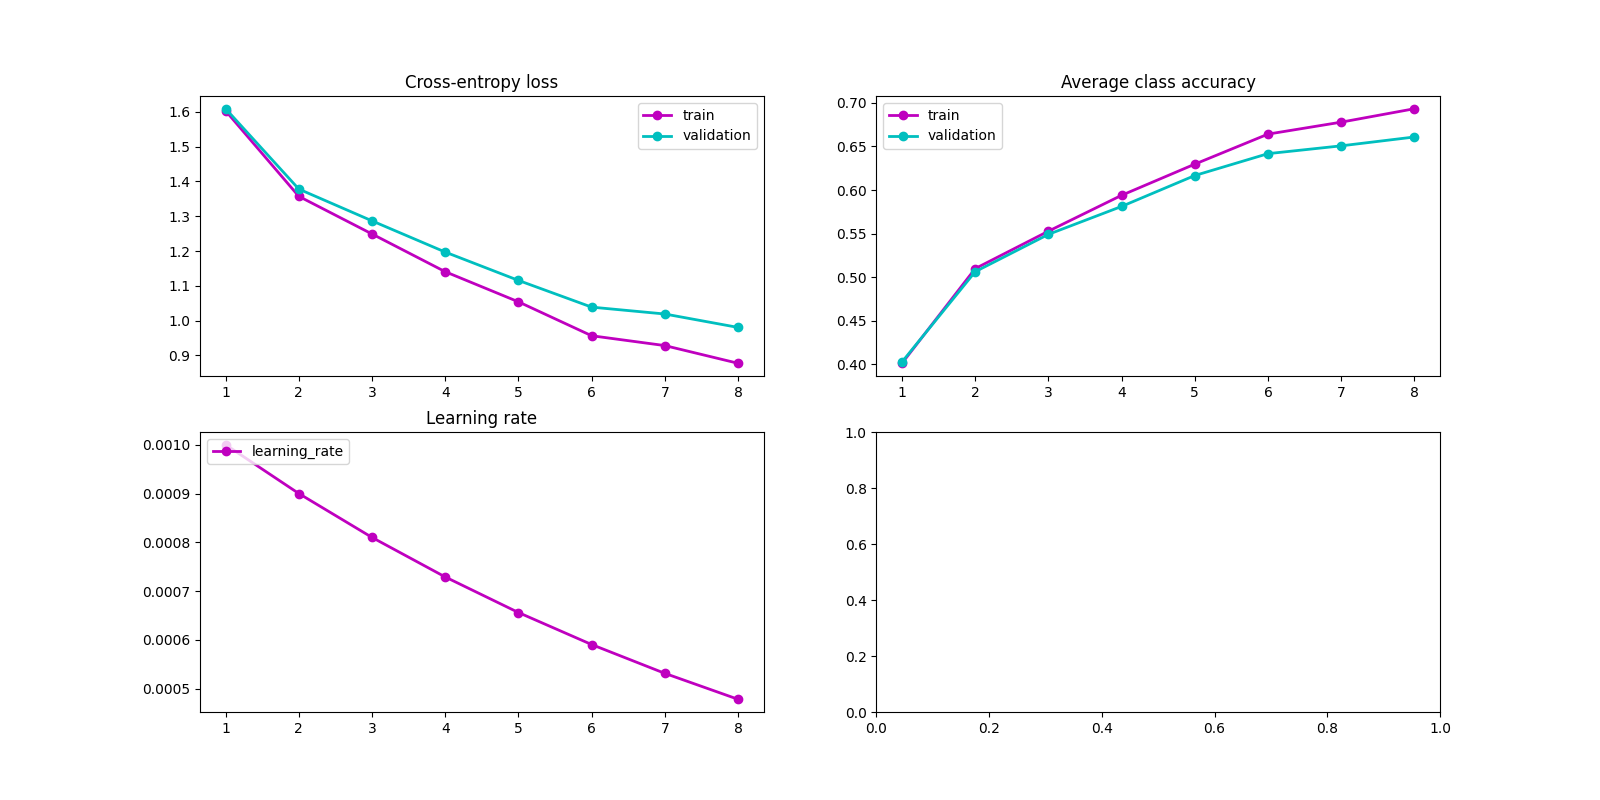 Cross-entropy loss
1.6
1.5
1.4
1.3
1.2
1.1
1.0
0.9
train
validation
1 2 3 4 5 6 7 8
Average class accuracy
0.70
0.65
0.60
0.55
0.50
0.45
0.40
train
validation
1 2 3 4 5 6 7 8
Learning rate
0.0010
0.0009
0.0008
0.0007
0.0006
0.0005
learning_rate
1 2 3 4 5 6 7 8
1.0
0.8
0.6
0.4
0.2
0.0
0.0 0.2 0.4 0.6 0.8 1.0